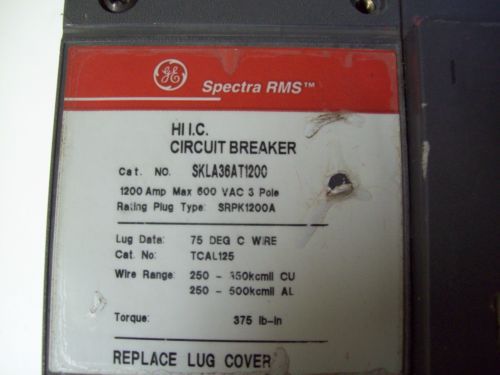 GE Spectra RMS™
HI I.C.
CIRCUIT BREAKER
Cat. NO. SKLA36AT1200
1200 Amp Max 600 VAC 3 Pole
Rating Plug Type: SRPK1200A
Lug Data: 75 DEG C WIRE
Cat. No: TCAL125
Wire Range: 250 - 350kcmil CU
250 - 500kcmil AL
Torque: 375 lb-in
REPLACE LUG COVER